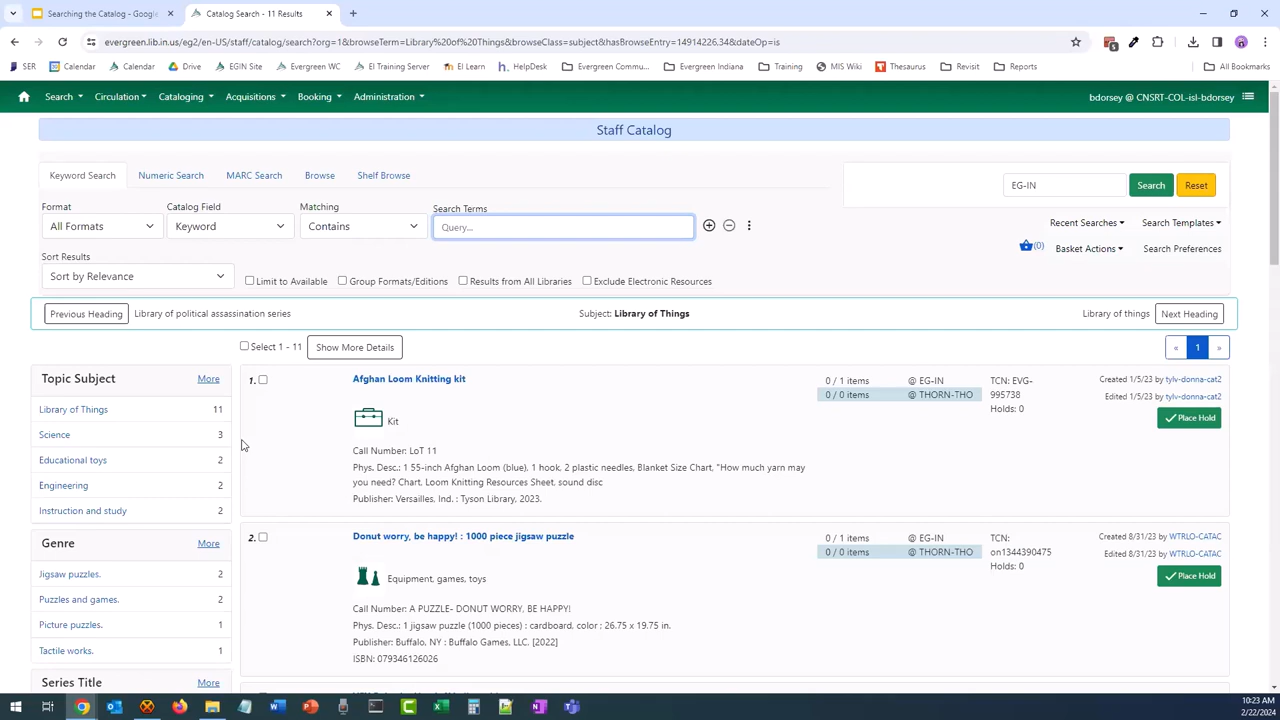 Searching the Catalog - Google
Catalog Search - 11 Results
evergreen.lib.in.us/eg2/en-US/staff/catalog/search?org=1&browseTerm=Library%20of%20Things&browseClass=subject&hasBrowseEntry=14914226.34&dateOp=is
SER Calendar Calendar Drive EGIN Site Evergreen WC EI Training Server EI Learn HelpDesk Evergreen Commu... Evergreen Indiana Training MIS Wiki Thesaurus Revisit Reports All Bookmarks
Search Circulation Cataloging Acquisitions Booking Administration bdorsey @ CNSRT-COL-isl-bdorsey
Staff Catalog
Keyword Search Numeric Search MARC Search Browse Shelf Browse
EG-IN Search Reset
Format Catalog Field Matching Search Terms
All Formats Keyword Contains Query...
Recent Searches Search Templates
(0) Basket Actions Search Preferences
Sort Results
Sort by Relevance Limit to Available Group Formats/Editions Results from All Libraries Exclude Electronic Resources
Previous Heading Library of political assassination series Subject: Library of Things Library of things Next Heading
Select 1 - 11 Show More Details « 1 »
Topic Subject More
Library of Things 11
Science 3
Educational toys 2
Engineering 2
Instruction and study 2
Genre More
Jigsaw puzzles. 2
Puzzles and games. 2
Picture puzzles. 1
Tactile works. 1
Series Title More
1. Afghan Loom Knitting kit
Kit
Call Number: LoT 11
Phys. Desc.: 1 55-inch Afghan Loom (blue), 1 hook, 2 plastic needles, Blanket Size Chart, "How much yarn may
you need? Chart, Loom Knitting Resources Sheet, sound disc
Publisher: Versailles, Ind. : Tyson Library, 2023.
0 / 1 items @ EG-IN
0 / 0 items @ THORN-THO
TCN: EVG-
995738
Holds: 0
Created 1/5/23 by tylv-donna-cat2
Edited 1/5/23 by tylv-donna-cat2
Place Hold
2. Donut worry, be happy! : 1000 piece jigsaw puzzle
Equipment, games, toys
Call Number: A PUZZLE- DONUT WORRY, BE HAPPY!
Phys. Desc.: 1 jigsaw puzzle (1000 pieces) : cardboard, color ; 26.75 x 19.75 in.
Publisher: Buffalo, NY : Buffalo Games, LLC. [2022]
ISBN: 079346126026
0 / 1 items @ EG-IN
0 / 0 items @ THORN-THO
TCN:
on1344390475
Holds: 0
Created 8/31/23 by WTRLO-CATAC
Edited 8/31/23 by WTRLO-CATAC
Place Hold
10:23 AM
2/22/2024